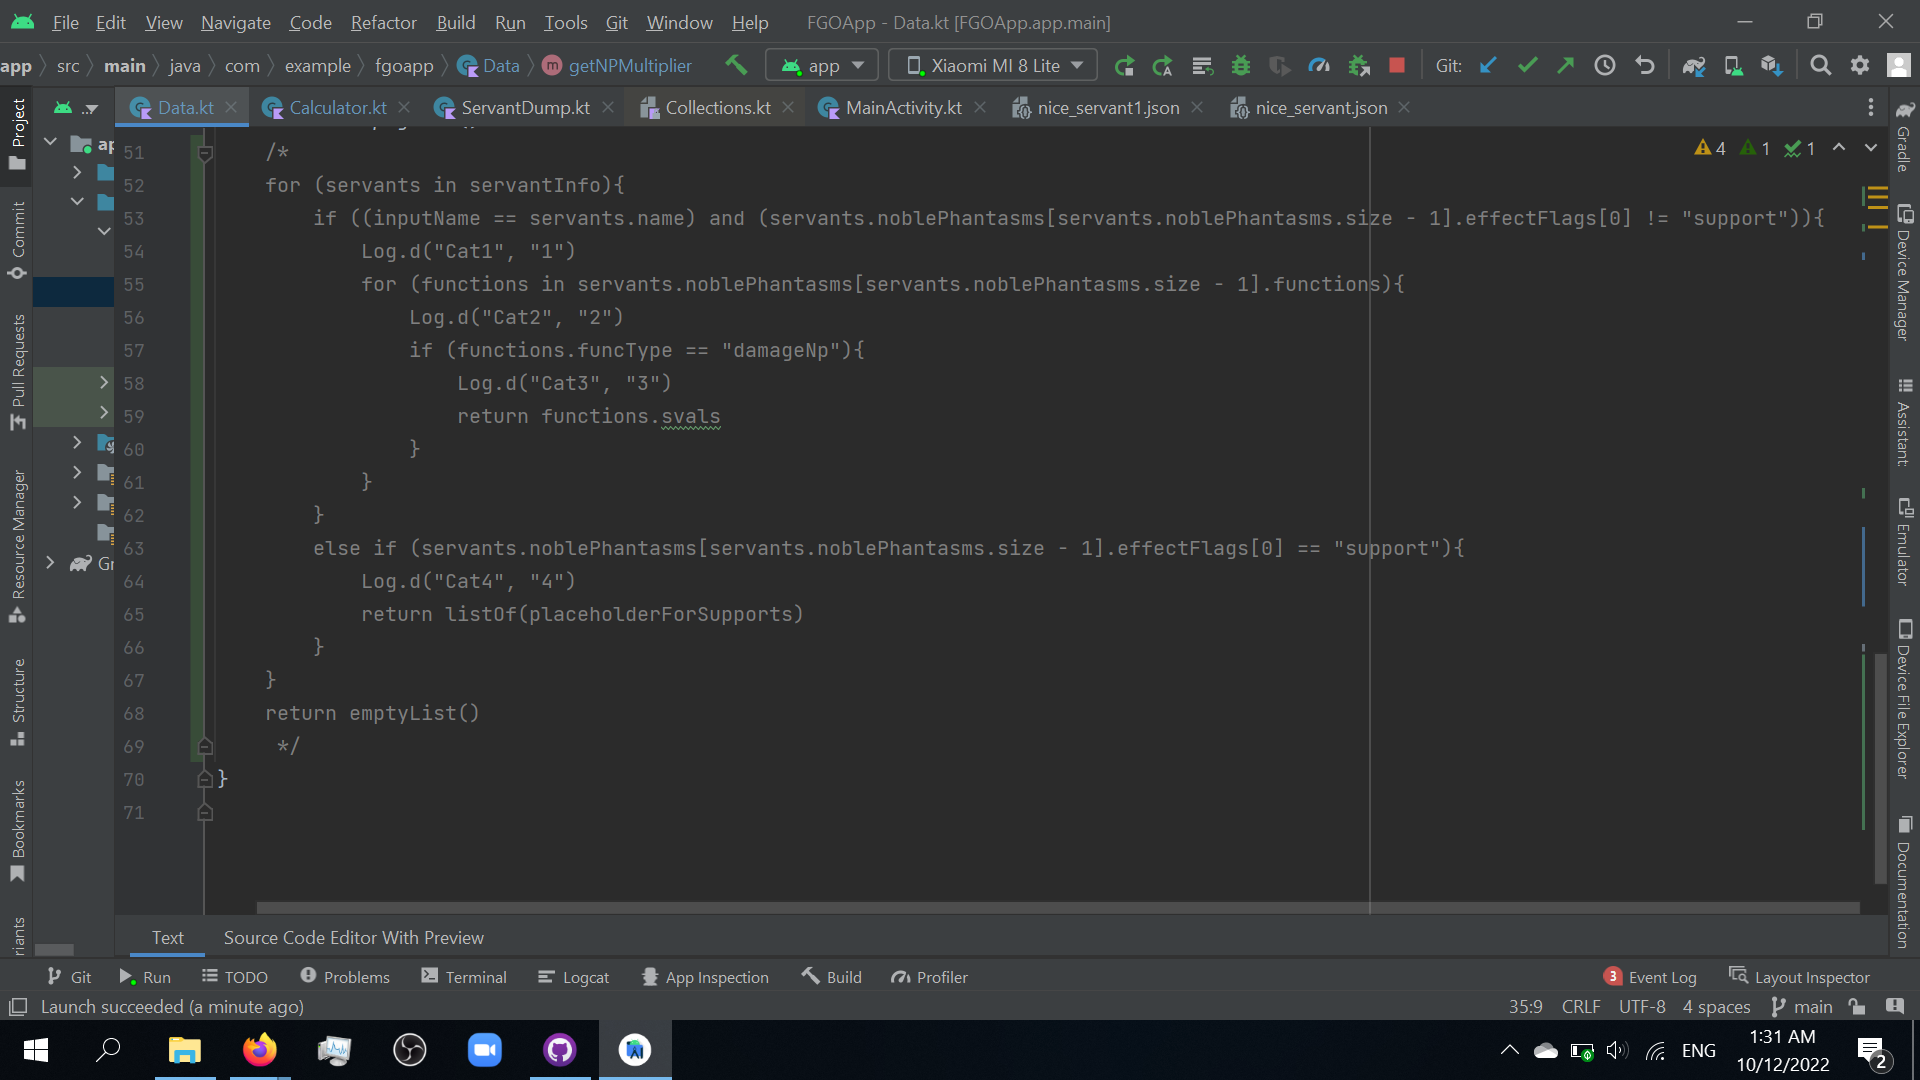 File Edit View Navigate Code Refactor Build Run Tools Git Window Help FGOApp - Data.kt [FGOApp.app.main]
app src main java com example fgoapp Data getNPMultiplier app Xiaomi MI 8 Lite Git:
Data.kt Calculator.kt ServantDump.kt Collections.kt MainActivity.kt nice_servant1.json nice_servant.json
Project
Commit
Pull Requests
Resource Manager
Structure
Bookmarks
riants
ap
Gr
4 1 1
51 /*
52 for (servants in servantInfo){
53 if ((inputName == servants.name) and (servants.noblePhantasms[servants.noblePhantasms.size - 1].effectFlags[0] != "support")){
54 Log.d("Cat1", "1")
55 for (functions in servants.noblePhantasms[servants.noblePhantasms.size - 1].functions){
56 Log.d("Cat2", "2")
57 if (functions.funcType == "damageNp"){
58 Log.d("Cat3", "3")
59 return functions.svals
60 }
61 }
62 }
63 else if (servants.noblePhantasms[servants.noblePhantasms.size - 1].effectFlags[0] == "support"){
64 Log.d("Cat4", "4")
65 return listOf(placeholderForSupports)
66 }
67 }
68 return emptyList()
69 */
70 }
71
Gradle
Device Manager
Assistant:
Emulator
Device File Explorer
Documentation
Text Source Code Editor With Preview
Git Run TODO Problems Terminal Logcat App Inspection Build Profiler 3 Event Log Layout Inspector
Launch succeeded (a minute ago) 35:9 CRLF UTF-8 4 spaces main
ENG 1:31 AM
10/12/2022 2